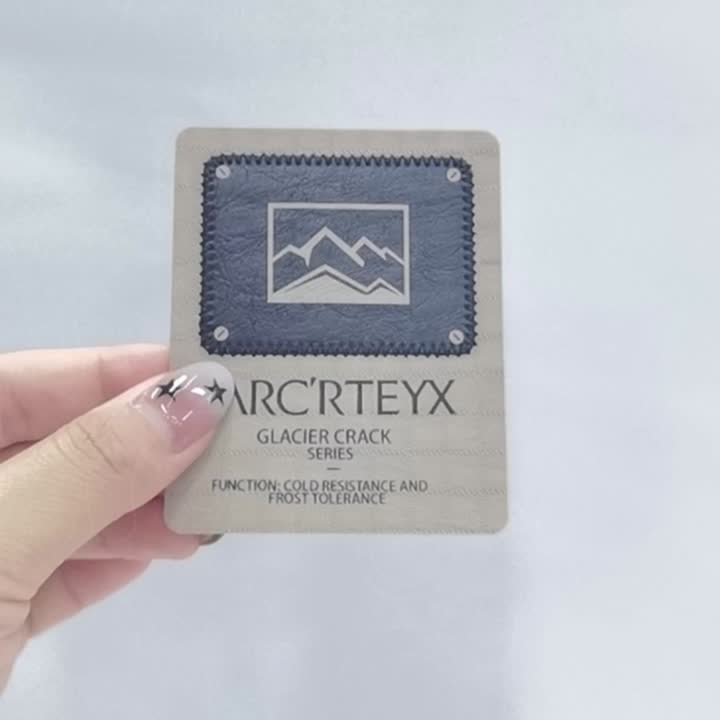 ARC'RTEYX
GLACIER CRACK
SERIES
FUNCTION: COLD RESISTANCE AND
FROST TOLERANCE